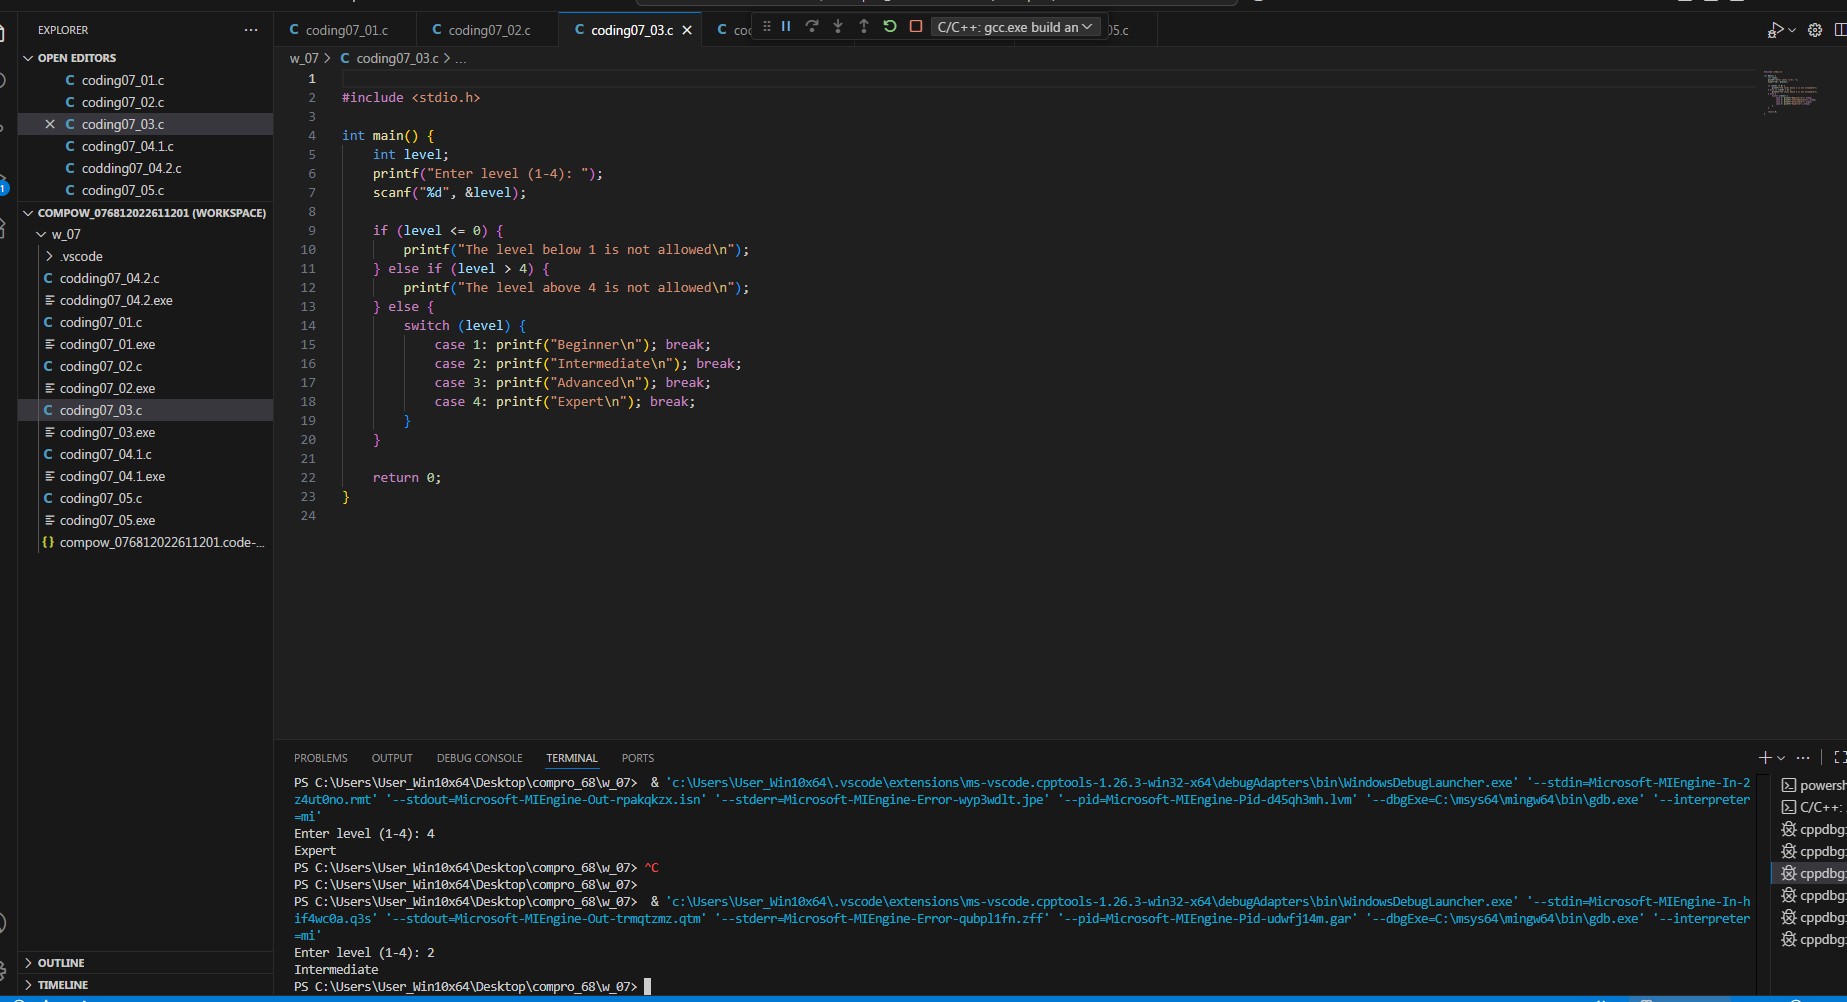 EXPLORER
OPEN EDITORS
coding07_01.c
coding07_02.c
coding07_03.c
coding07_04.1.c
codding07_04.2.c
coding07_05.c
COMPOW_076812022611201 (WORKSPACE)
w_07
.vscode
codding07_04.2.c
codding07_04.2.exe
coding07_01.c
coding07_01.exe
coding07_02.c
coding07_02.exe
coding07_03.c
coding07_03.exe
coding07_04.1.c
coding07_04.1.exe
coding07_05.c
coding07_05.exe
{} compow_076812022611201.code-...
OUTLINE
TIMELINE
C coding07_01.c C coding07_02.c C coding07_03.c C/C++: gcc.exe build an 05.c
w_07 > C coding07_03.c > ...
1
2 #include <stdio.h>
3
4 int main() {
5 int level;
6 printf("Enter level (1-4): ");
7 scanf("%d", &level);
8
9 if (level <= 0) {
10 printf("The level below 1 is not allowed\n");
11 } else if (level > 4) {
12 printf("The level above 4 is not allowed\n");
13 } else {
14 switch (level) {
15 case 1: printf("Beginner\n"); break;
16 case 2: printf("Intermediate\n"); break;
17 case 3: printf("Advanced\n"); break;
18 case 4: printf("Expert\n"); break;
19 }
20 }
21
22 return 0;
23 }
24
PROBLEMS OUTPUT DEBUG CONSOLE TERMINAL PORTS
PS C:\Users\User_Win10x64\Desktop\compro_68\w_07> & 'c:\Users\User_Win10x64\.vscode\extensions\ms-vscode.cpptools-1.26.3-win32-x64\debugAdapters\bin\WindowsDebugLauncher.exe' '--stdin=Microsoft-MIEngine-In-2
z4ut0no.rmt' '--stdout=Microsoft-MIEngine-Out-rpakqkzx.isn' '--stderr=Microsoft-MIEngine-Error-wyp3wdlt.jpe' '--pid=Microsoft-MIEngine-Pid-d45qh3mh.lvm' '--dbgExe=C:\msys64\mingw64\bin\gdb.exe' '--interpreter
=mi'
Enter level (1-4): 4
Expert
PS C:\Users\User_Win10x64\Desktop\compro_68\w_07> ^C
PS C:\Users\User_Win10x64\Desktop\compro_68\w_07>
PS C:\Users\User_Win10x64\Desktop\compro_68\w_07> & 'c:\Users\User_Win10x64\.vscode\extensions\ms-vscode.cpptools-1.26.3-win32-x64\debugAdapters\bin\WindowsDebugLauncher.exe' '--stdin=Microsoft-MIEngine-In-h
if4wc0a.q3s' '--stdout=Microsoft-MIEngine-Out-trmqtzmz.qtm' '--stderr=Microsoft-MIEngine-Error-qubpl1fn.zff' '--pid=Microsoft-MIEngine-Pid-udwfj14m.gar' '--dbgExe=C:\msys64\mingw64\bin\gdb.exe' '--interpreter
=mi'
Enter level (1-4): 2
Intermediate
PS C:\Users\User_Win10x64\Desktop\compro_68\w_07>
powersh
C/C++:
cppdbg:
cppdbg:
cppdbg:
cppdbg:
cppdbg:
cppdbg: